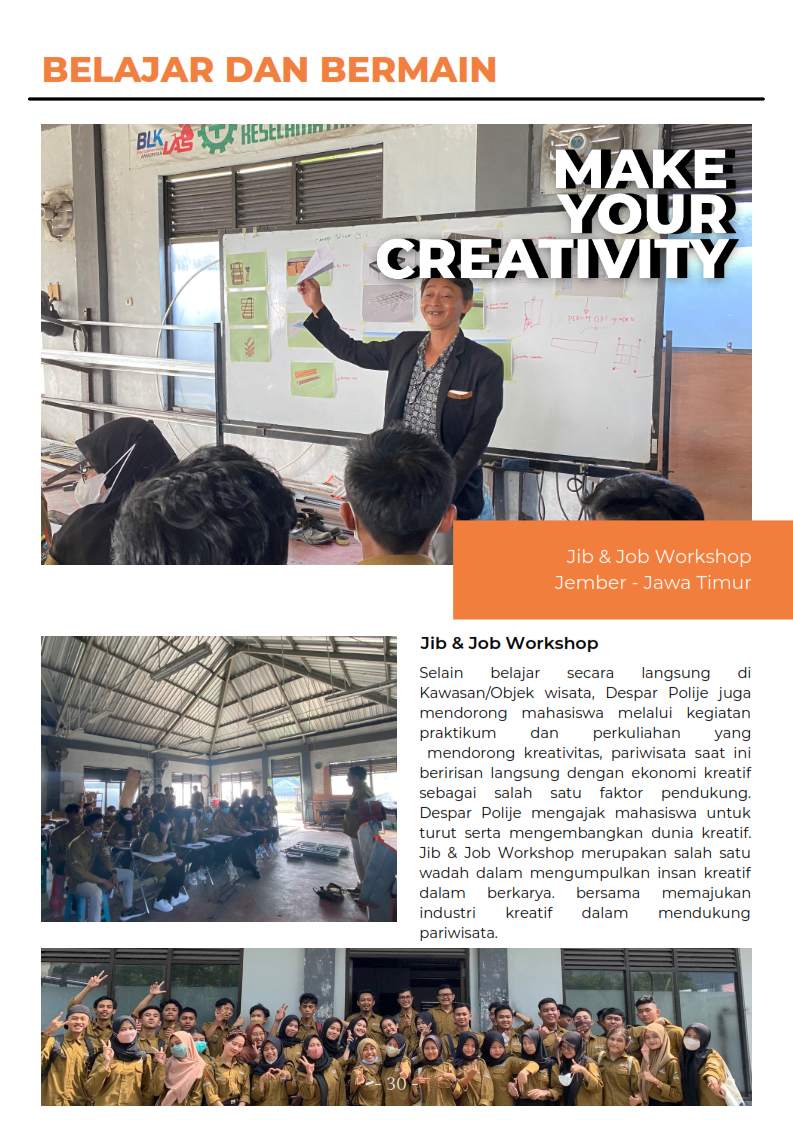 BELAJAR DAN BERMAIN
BLK
LAS
KESELAMATAN
MAKE
YOUR
CREATIVITY
Jib & Job Workshop
Jember - Jawa Timur
Jib & Job Workshop
Selain belajar secara langsung di
Kawasan/Objek wisata, Despar Polije juga
mendorong mahasiswa melalui kegiatan
praktikum dan perkuliahan yang
mendorong kreativitas, pariwisata saat ini
beririsan langsung dengan ekonomi kreatif
sebagai salah satu faktor pendukung.
Despar Polije mengajak mahasiswa untuk
turut serta mengembangkan dunia kreatif.
Jib & Job Workshop merupakan salah satu
wadah dalam mengumpulkan insan kreatif
dalam berkarya. bersama memajukan
industri kreatif dalam mendukung
pariwisata.
- 30 -